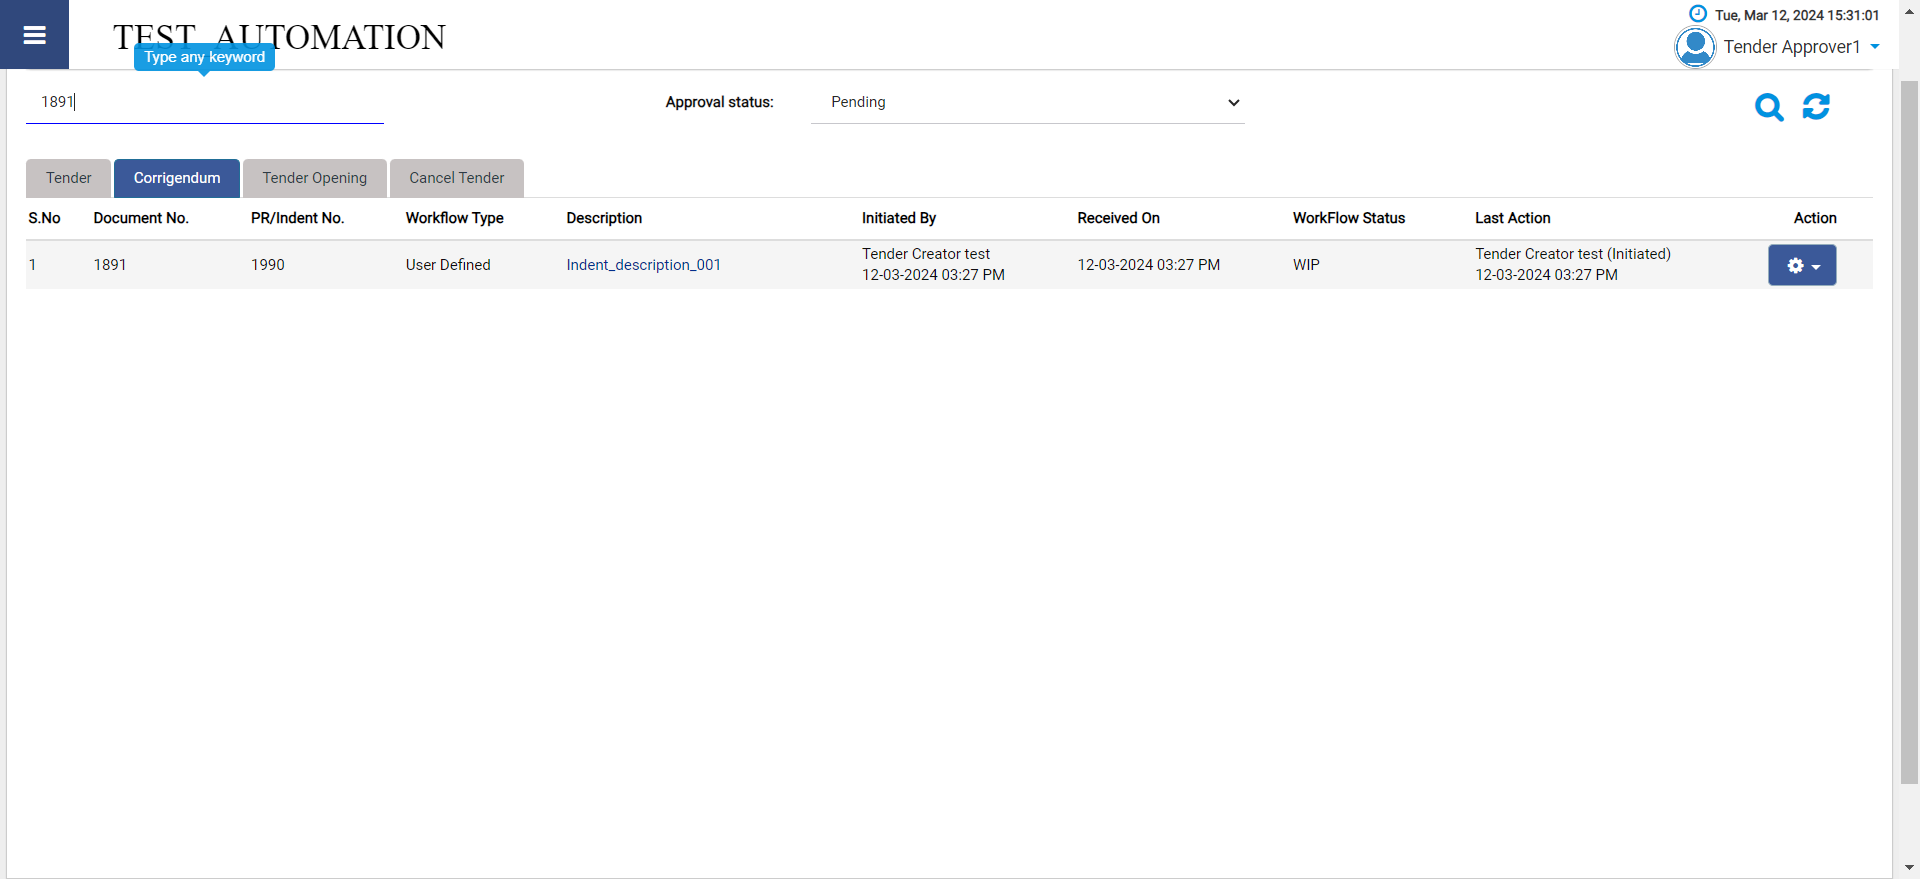 TEST_AUTOMATION
Type any keyword
Tue, Mar 12, 2024 15:31:01
Tender Approver1
1891
Approval status:
Pending
Tender
Corrigendum
Tender Opening
Cancel Tender
S.No Document No. PR/Indent No. Workflow Type Description Initiated By Received On WorkFlow Status Last Action Action
1 1891 1990 User Defined Indent_description_001 Tender Creator test 12-03-2024 03:27 PM WIP Tender Creator test (Initiated)
12-03-2024 03:27 PM 12-03-2024 03:27 PM